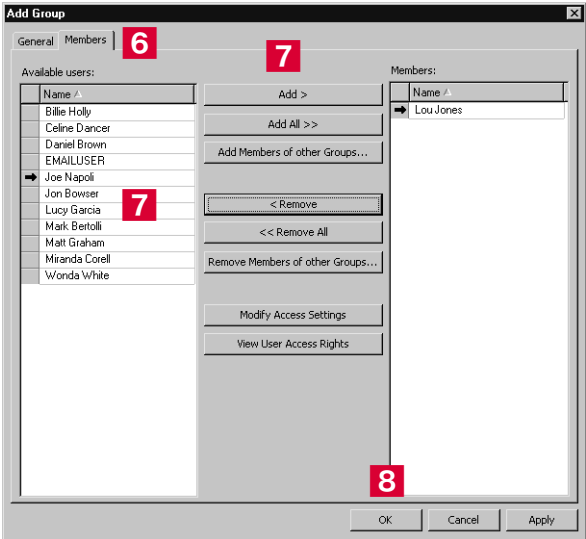 Add Group
General Members 6
7
Available users:
Name
Billie Holly
Celine Dancer
Daniel Brown
EMAILUSER
Joe Napoli
Jon Bowser
Lucy Garcia
Mark Bertolli
Matt Graham
Miranda Corell
Wonda White
7
Add >
Add All >>
Add Members of other Groups...
< Remove
<< Remove All
Remove Members of other Groups...
Modify Access Settings
View User Access Rights
Members:
Name
Lou Jones
8
OK Cancel Apply